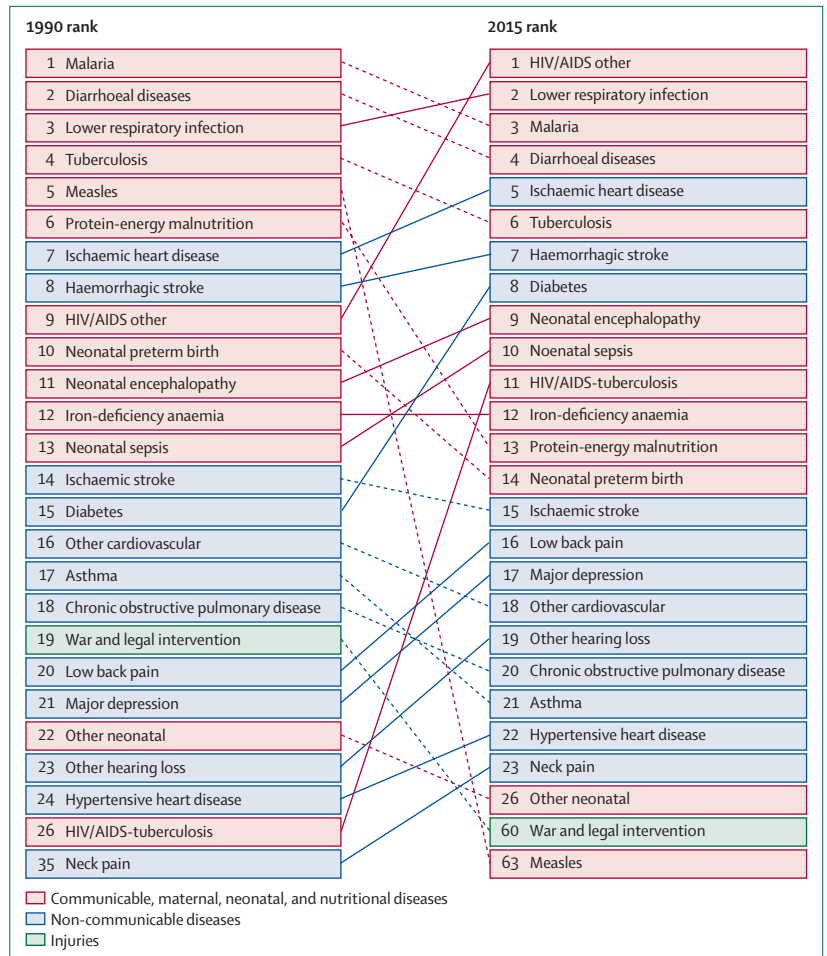 1990 rank
1 Malaria
2 Diarrhoeal diseases
3 Lower respiratory infection
4 Tuberculosis
5 Measles
6 Protein-energy malnutrition
7 Ischaemic heart disease
8 Haemorrhagic stroke
9 HIV/AIDS other
10 Neonatal preterm birth
11 Neonatal encephalopathy
12 Iron-deficiency anaemia
13 Neonatal sepsis
14 Ischaemic stroke
15 Diabetes
16 Other cardiovascular
17 Asthma
18 Chronic obstructive pulmonary disease
19 War and legal intervention
20 Low back pain
21 Major depression
22 Other neonatal
23 Other hearing loss
24 Hypertensive heart disease
26 HIV/AIDS-tuberculosis
35 Neck pain
2015 rank
1 HIV/AIDS other
2 Lower respiratory infection
3 Malaria
4 Diarrhoeal diseases
5 Ischaemic heart disease
6 Tuberculosis
7 Haemorrhagic stroke
8 Diabetes
9 Neonatal encephalopathy
10 Noenatal sepsis
11 HIV/AIDS-tuberculosis
12 Iron-deficiency anaemia
13 Protein-energy malnutrition
14 Neonatal preterm birth
15 Ischaemic stroke
16 Low back pain
17 Major depression
18 Other cardiovascular
19 Other hearing loss
20 Chronic obstructive pulmonary disease
21 Asthma
22 Hypertensive heart disease
23 Neck pain
26 Other neonatal
60 War and legal intervention
63 Measles
Communicable, maternal, neonatal, and nutritional diseases
Non-communicable diseases
Injuries